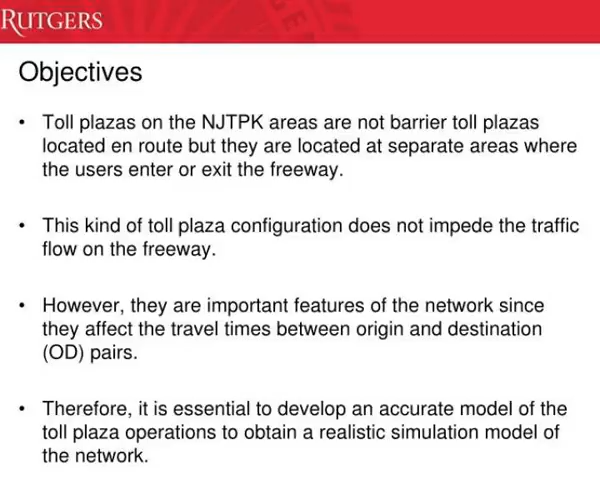 RUTGERS
Objectives
• Toll plazas on the NJTPK areas are not barrier toll plazas
located en route but they are located at separate areas where
the users enter or exit the freeway.
• This kind of toll plaza configuration does not impede the traffic
flow on the freeway.
• However, they are important features of the network since
they affect the travel times between origin and destination
(OD) pairs.
• Therefore, it is essential to develop an accurate model of the
toll plaza operations to obtain a realistic simulation model of
the network.